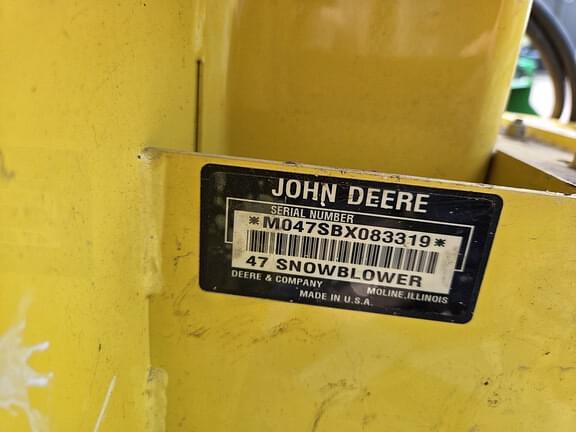 JOHN DEERE
SERIAL NUMBER
*M047SBX083319*
47 SNOWBLOWER
DEERE & COMPANY MOLINE, ILLINOIS
MADE IN U.S.A.